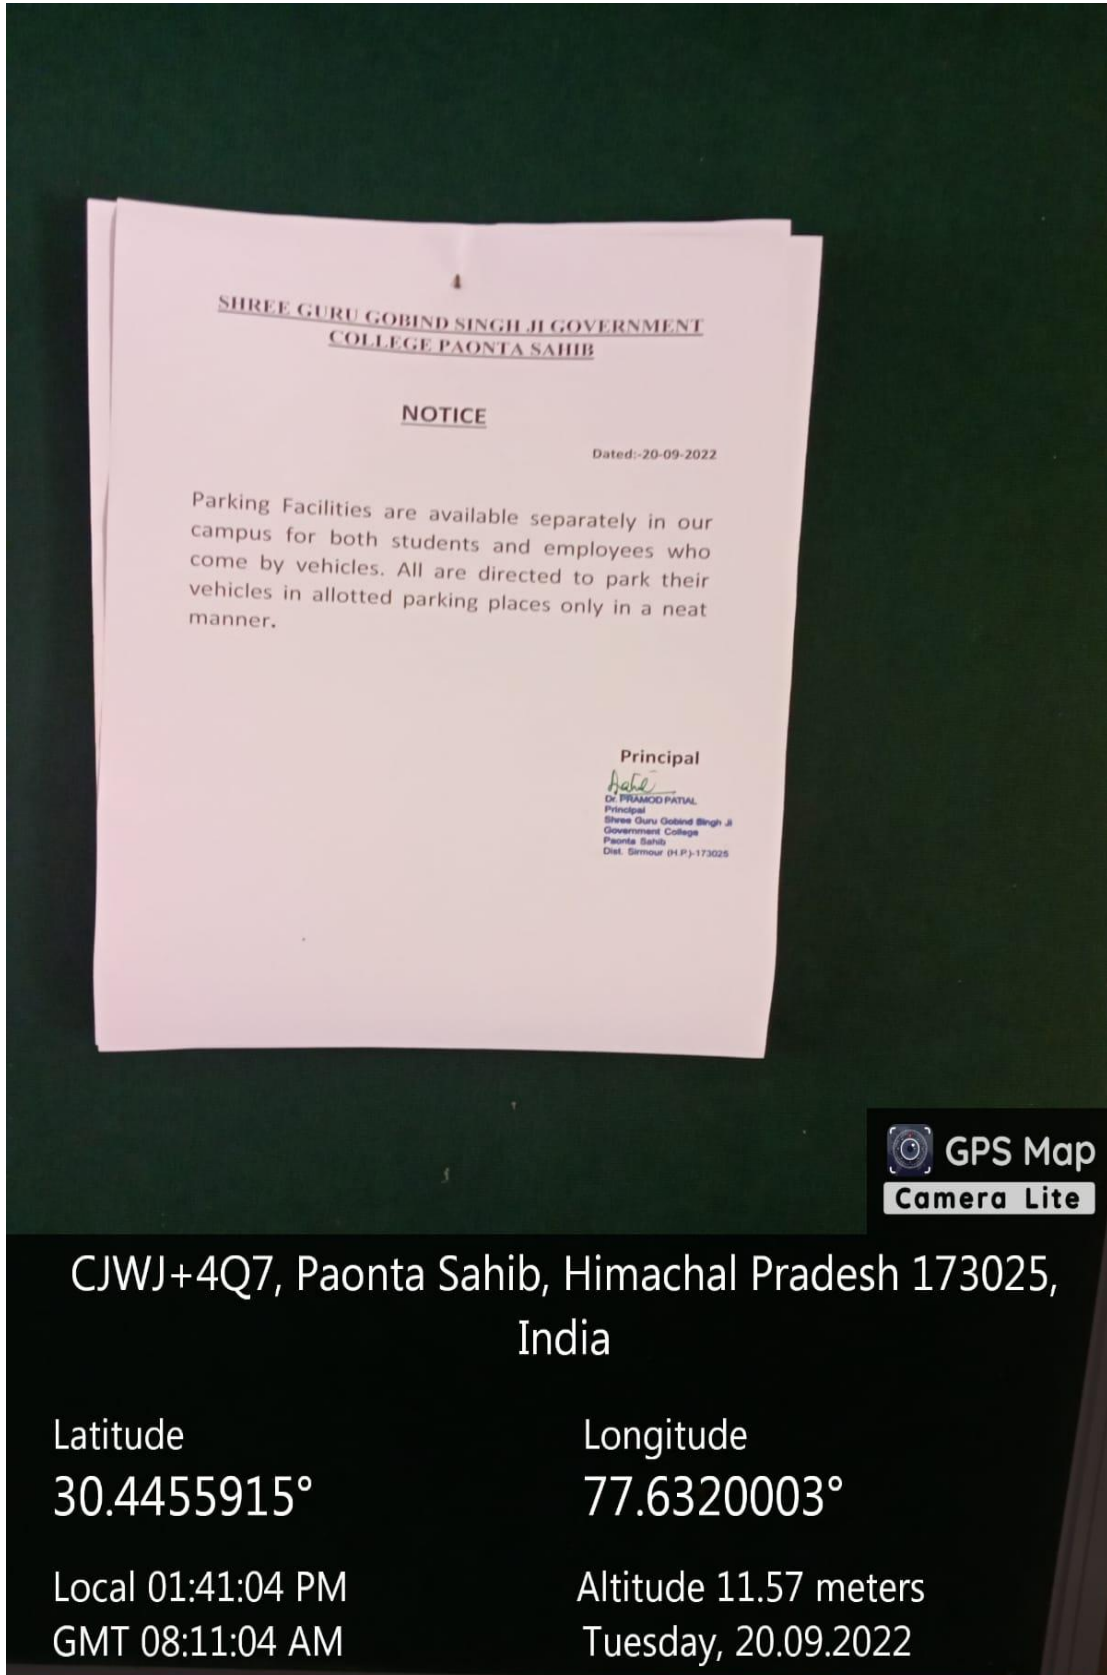 SHREE GURU GOBIND SINGH JI GOVERNMENT
COLLEGE PAONTA SAHIB
NOTICE
Dated:-20-09-2022
Parking Facilities are available separately in our
campus for both students and employees who
come by vehicles. All are directed to park their
vehicles in allotted parking places only in a neat
manner.
Principal
Dr. PRAMOD PATIAL
Principal
Shree Guru Gobind Singh Ji
Government College
Paonta Sahib
Dist. Sirmour (H.P.)-173025
GPS Map
Camera Lite
CJWJ+4Q7, Paonta Sahib, Himachal Pradesh 173025,
India
Latitude
30.4455915°
Longitude
77.6320003°
Local 01:41:04 PM
GMT 08:11:04 AM
Altitude 11.57 meters
Tuesday, 20.09.2022